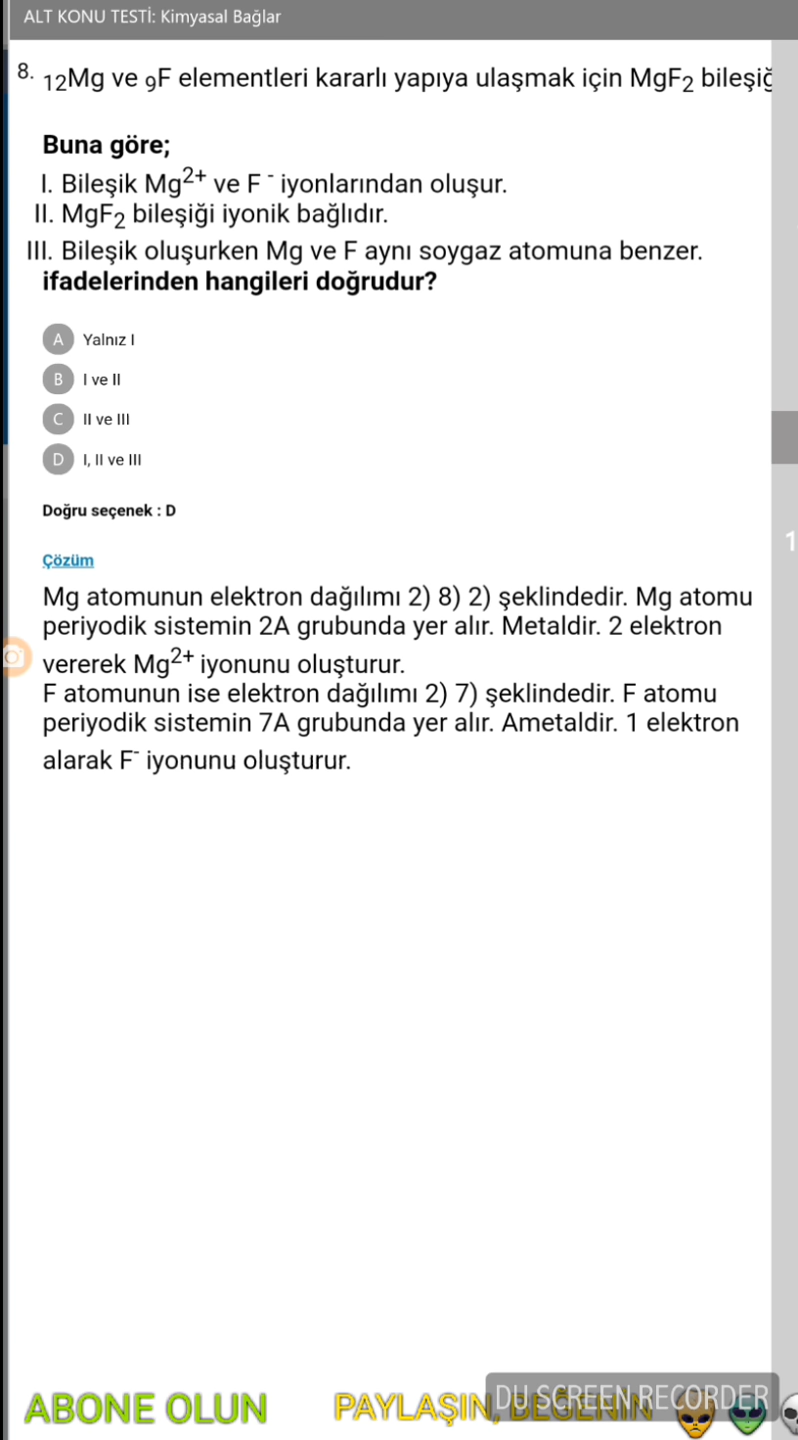 ALT KONU TESTİ: Kimyasal Bağlar
8. ₁₂Mg ve ₉F elementleri kararlı yapıya ulaşmak için MgF₂ bileşiğ
Buna göre;
I. Bileşik Mg²⁺ ve F⁻ iyonlarından oluşur.
II. MgF₂ bileşiği iyonik bağlıdır.
III. Bileşik oluşurken Mg ve F aynı soygaz atomuna benzer.
ifadelerinden hangileri doğrudur?
A Yalnız I
B I ve II
C II ve III
D I, II ve III
Doğru seçenek : D
1
Çözüm
Mg atomunun elektron dağılımı 2) 8) 2) şeklindedir. Mg atomu
periyodik sistemin 2A grubunda yer alır. Metaldir. 2 elektron
vererek Mg²⁺ iyonunu oluşturur.
F atomunun ise elektron dağılımı 2) 7) şeklindedir. F atomu
periyodik sistemin 7A grubunda yer alır. Ametaldir. 1 elektron
alarak F⁻ iyonunu oluşturur.
ABONE OLUN PAYLAŞIN, BEĞENİN
DU SCREEN RECORDER